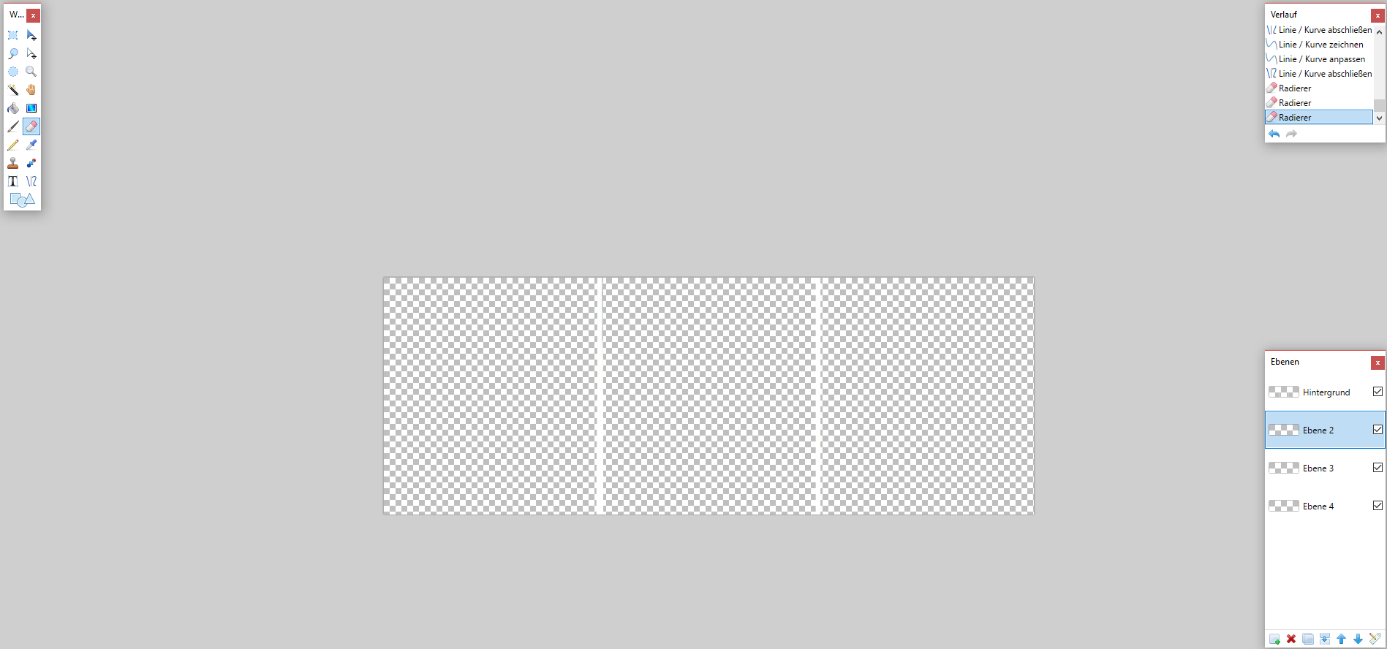 W...
Verlauf
Linie / Kurve abschließen
Linie / Kurve zeichnen
Linie / Kurve anpassen
Linie / Kurve abschließen
Radierer
Radierer
Radierer
Ebenen
Hintergrund
Ebene 2
Ebene 3
Ebene 4